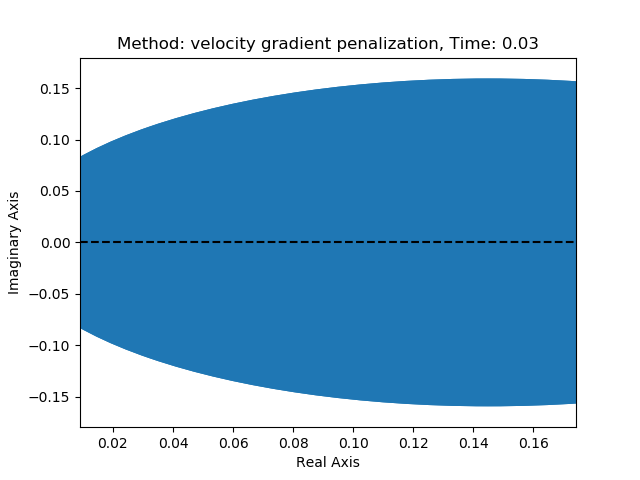 Method: velocity gradient penalization, Time: 0.03
0.15
0.10
0.05
0.00
−0.05
−0.10
−0.15
Imaginary Axis
0.02 0.04 0.06 0.08 0.10 0.12 0.14 0.16
Real Axis